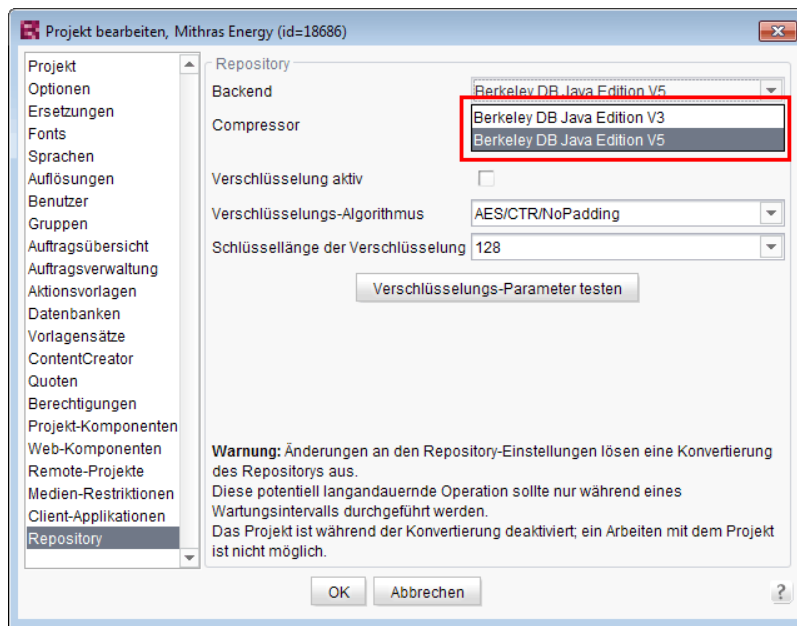 Projekt bearbeiten, Mithras Energy (id=18686)
Projekt
Optionen
Ersetzungen
Fonts
Sprachen
Auflösungen
Benutzer
Gruppen
Auftragsübersicht
Auftragsverwaltung
Aktionsvorlagen
Datenbanken
Vorlagensätze
ContentCreator
Quoten
Berechtigungen
Projekt-Komponenten
Web-Komponenten
Remote-Projekte
Medien-Restriktionen
Client-Applikationen
Repository
Repository
Backend
Berkeley DB Java Edition V5
Berkeley DB Java Edition V3
Compressor
Berkeley DB Java Edition V5
Verschlüsselung aktiv
Verschlüsselungs-Algorithmus
AES/CTR/NoPadding
Schlüssellänge der Verschlüsselung
128
Verschlüsselungs-Parameter testen
Warnung: Änderungen an den Repository-Einstellungen lösen eine Konvertierung
des Repositorys aus.
Diese potentiell langandauernde Operation sollte nur während eines
Wartungsintervalls durchgeführt werden.
Das Projekt ist während der Konvertierung deaktiviert; ein Arbeiten mit dem Projekt
ist nicht möglich.
OK
Abbrechen
?